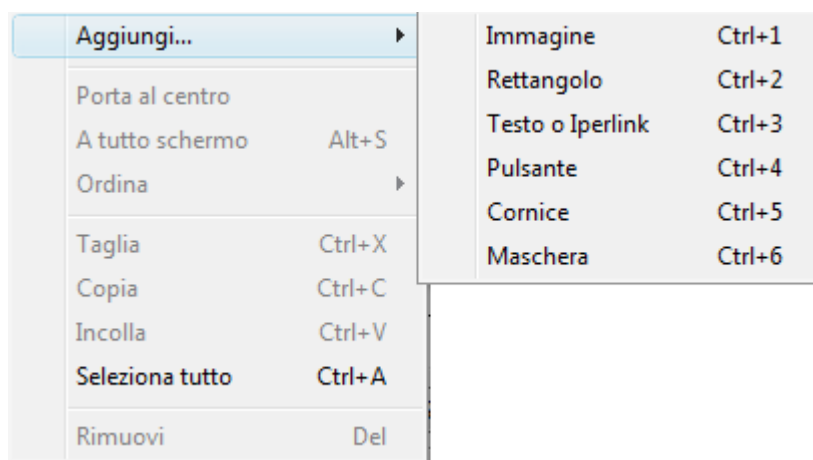 Aggiungi...
Porta al centro
A tutto schermo Alt+S
Ordina
Taglia Ctrl+X
Copia Ctrl+C
Incolla Ctrl+V
Seleziona tutto Ctrl+A
Rimuovi Del
Immagine Ctrl+1
Rettangolo Ctrl+2
Testo o Iperlink Ctrl+3
Pulsante Ctrl+4
Cornice Ctrl+5
Maschera Ctrl+6